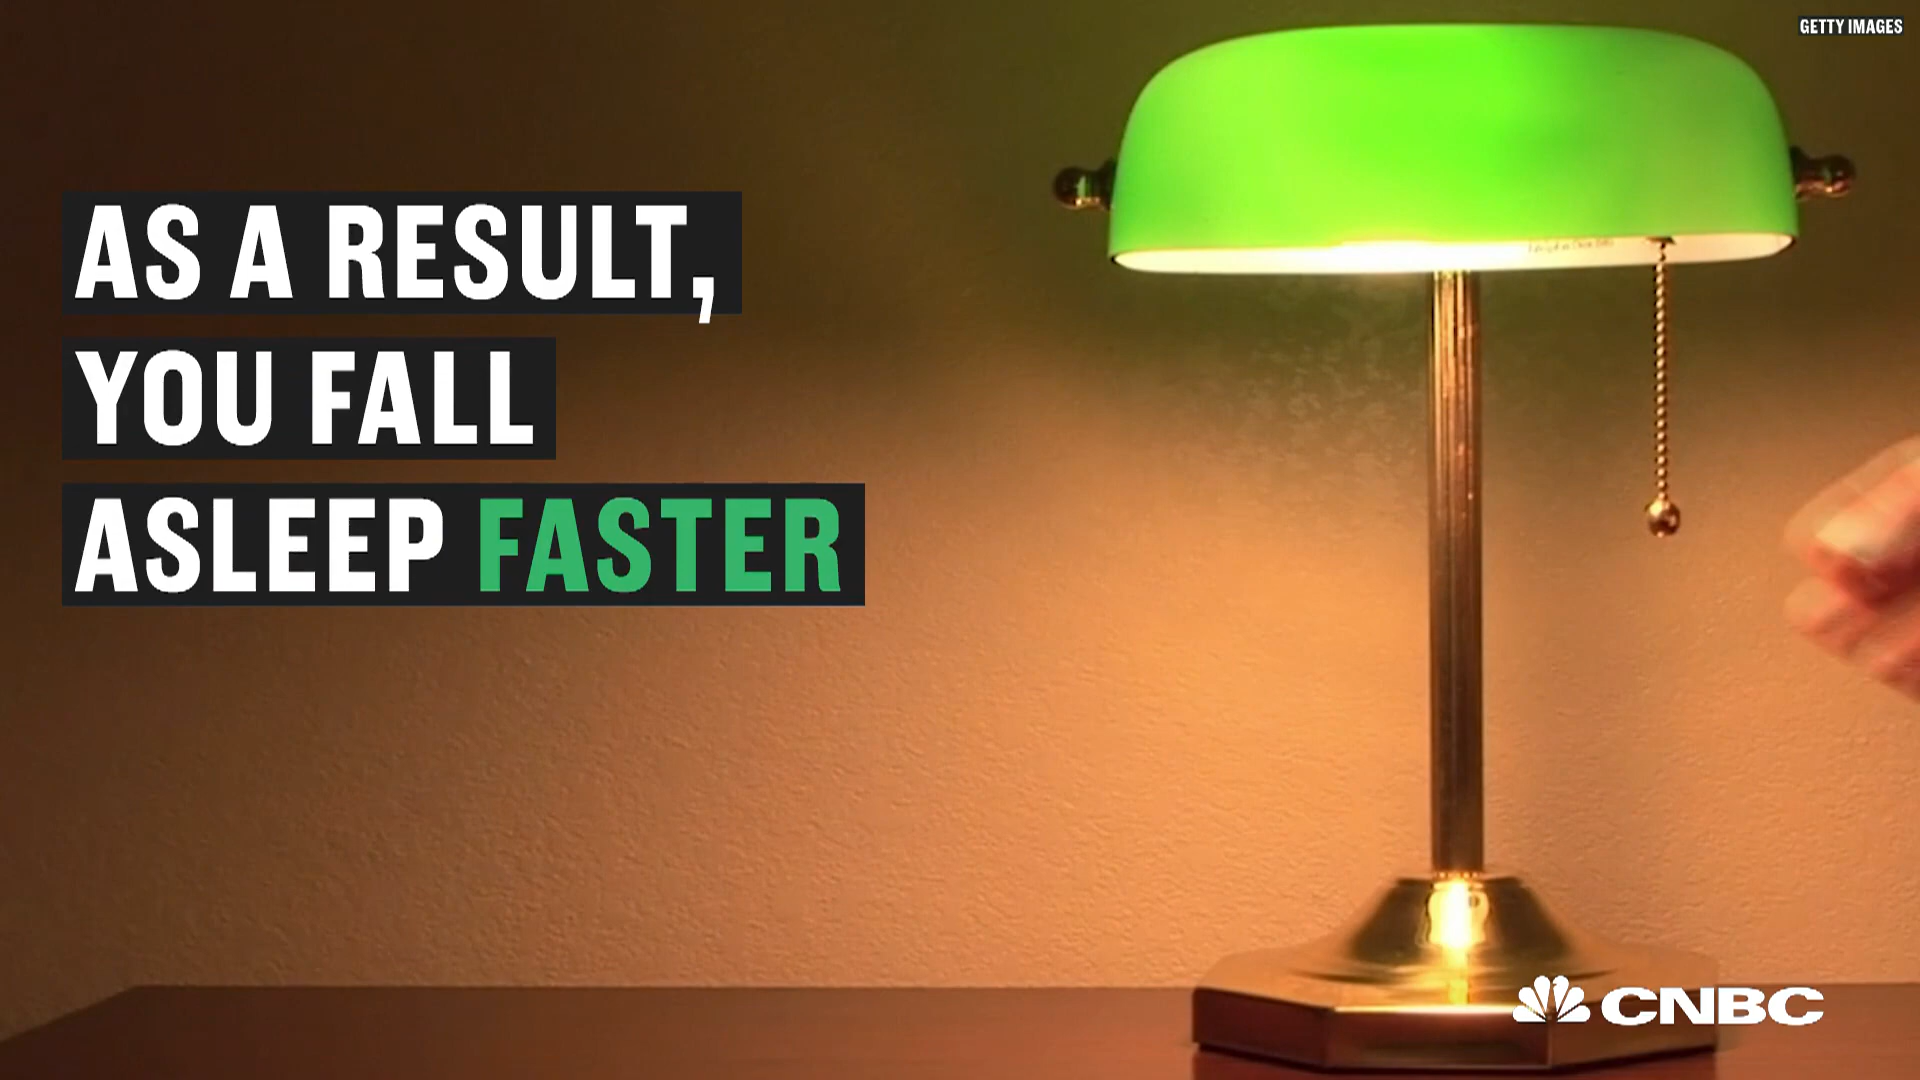 GETTY IMAGES
AS A RESULT,
YOU FALL
ASLEEP FASTER
CNBC